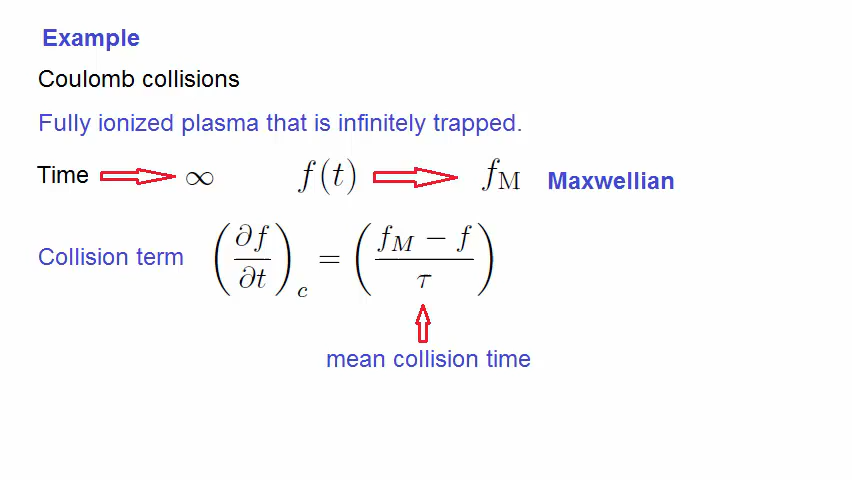 Example
Coulomb collisions
Fully ionized plasma that is infinitely trapped.
Time ∞ f(t) f_M Maxwellian
Collision term (∂f/∂t)_c = ((f_M − f)/τ)
mean collision time